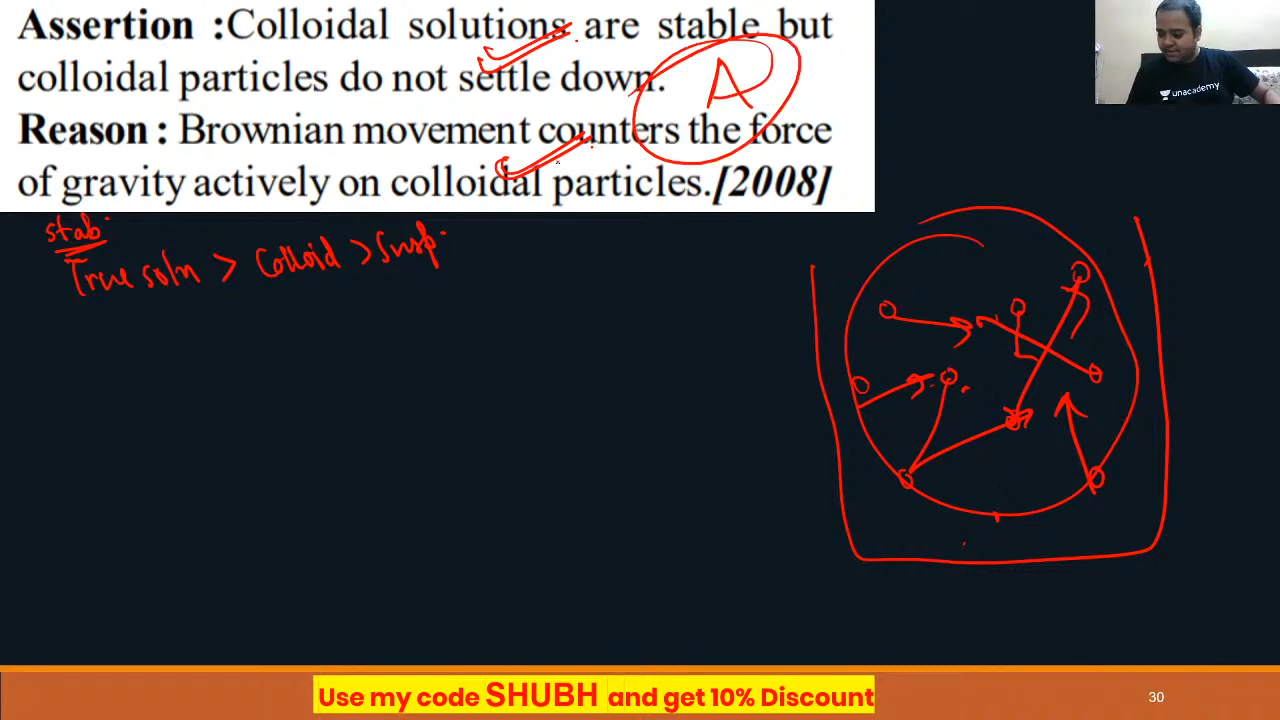 Assertion :Colloidal solutions are stable but
colloidal particles do not settle down.
A
Reason : Brownian movement counters the force
of gravity actively on colloidal particles.[2008]
unacademy
stab.
True soln > Colloid > Susp.
Use my code SHUBH and get 10% Discount
30